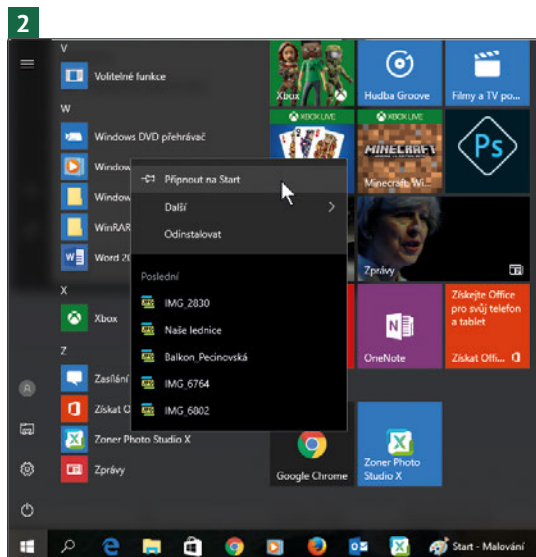 2
V
Volitelné funkce
W
Windows DVD přehrávač
Window
Window
WinRAR
Word 20
X
Xbox
Z
Zasílání
Získat O
Zoner Photo Studio X
Zprávy
Připnout na Start
Další
Odinstalovat
Poslední
IMG_2830
Naše lednice
Balkon_Pecinovská
IMG_6764
IMG_6802
Xbox
Hudba Groove
Filmy a TV po...
XBOX LIVE
XBOX LIVE
MINECRAFT
Minecraft: Wi...
Ps
Zprávy
OneNote
Získejte Office
pro svůj telefon
a tablet
Získat Offi...
Google Chrome
Zoner Photo
Studio X
Start - Malování